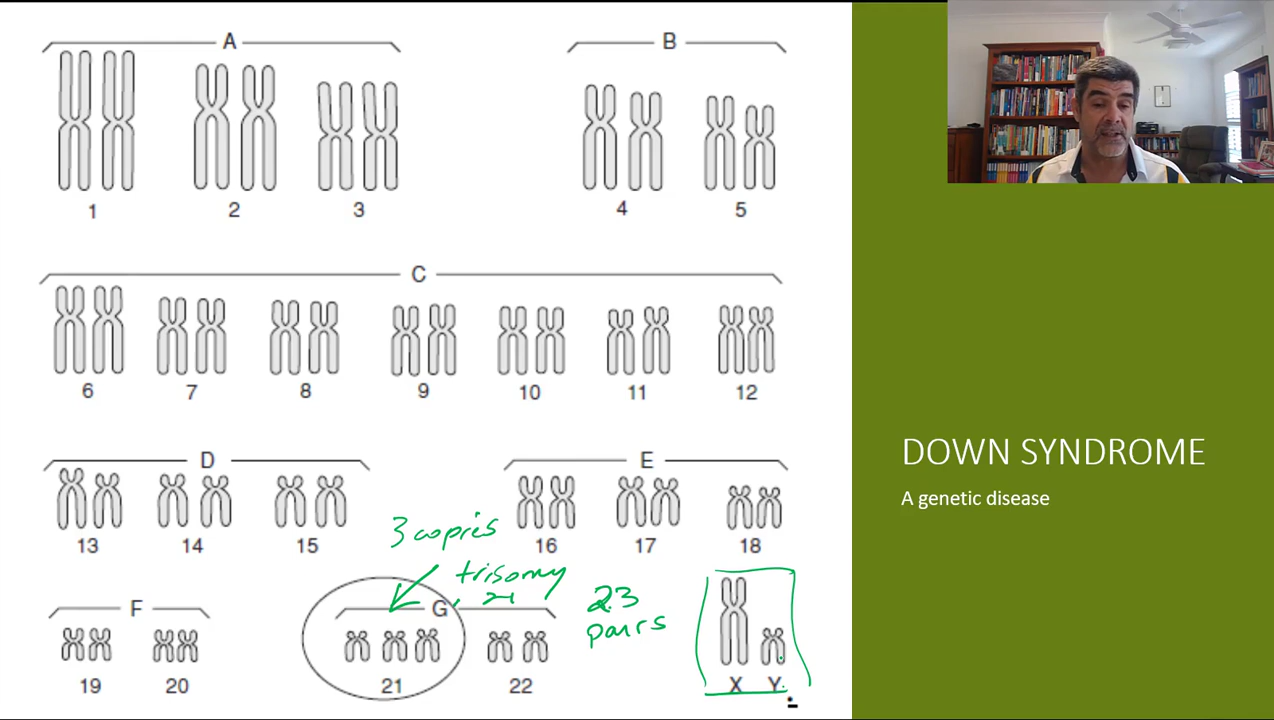 A
B
1 2 3 4 5
C
6 7 8 9 10 11 12
DOWN SYNDROME
A genetic disease
D
E
13 14 15 16 17 18
3 copies
trisomy
21
23
pairs
F
G
19 20 21 22 X Y